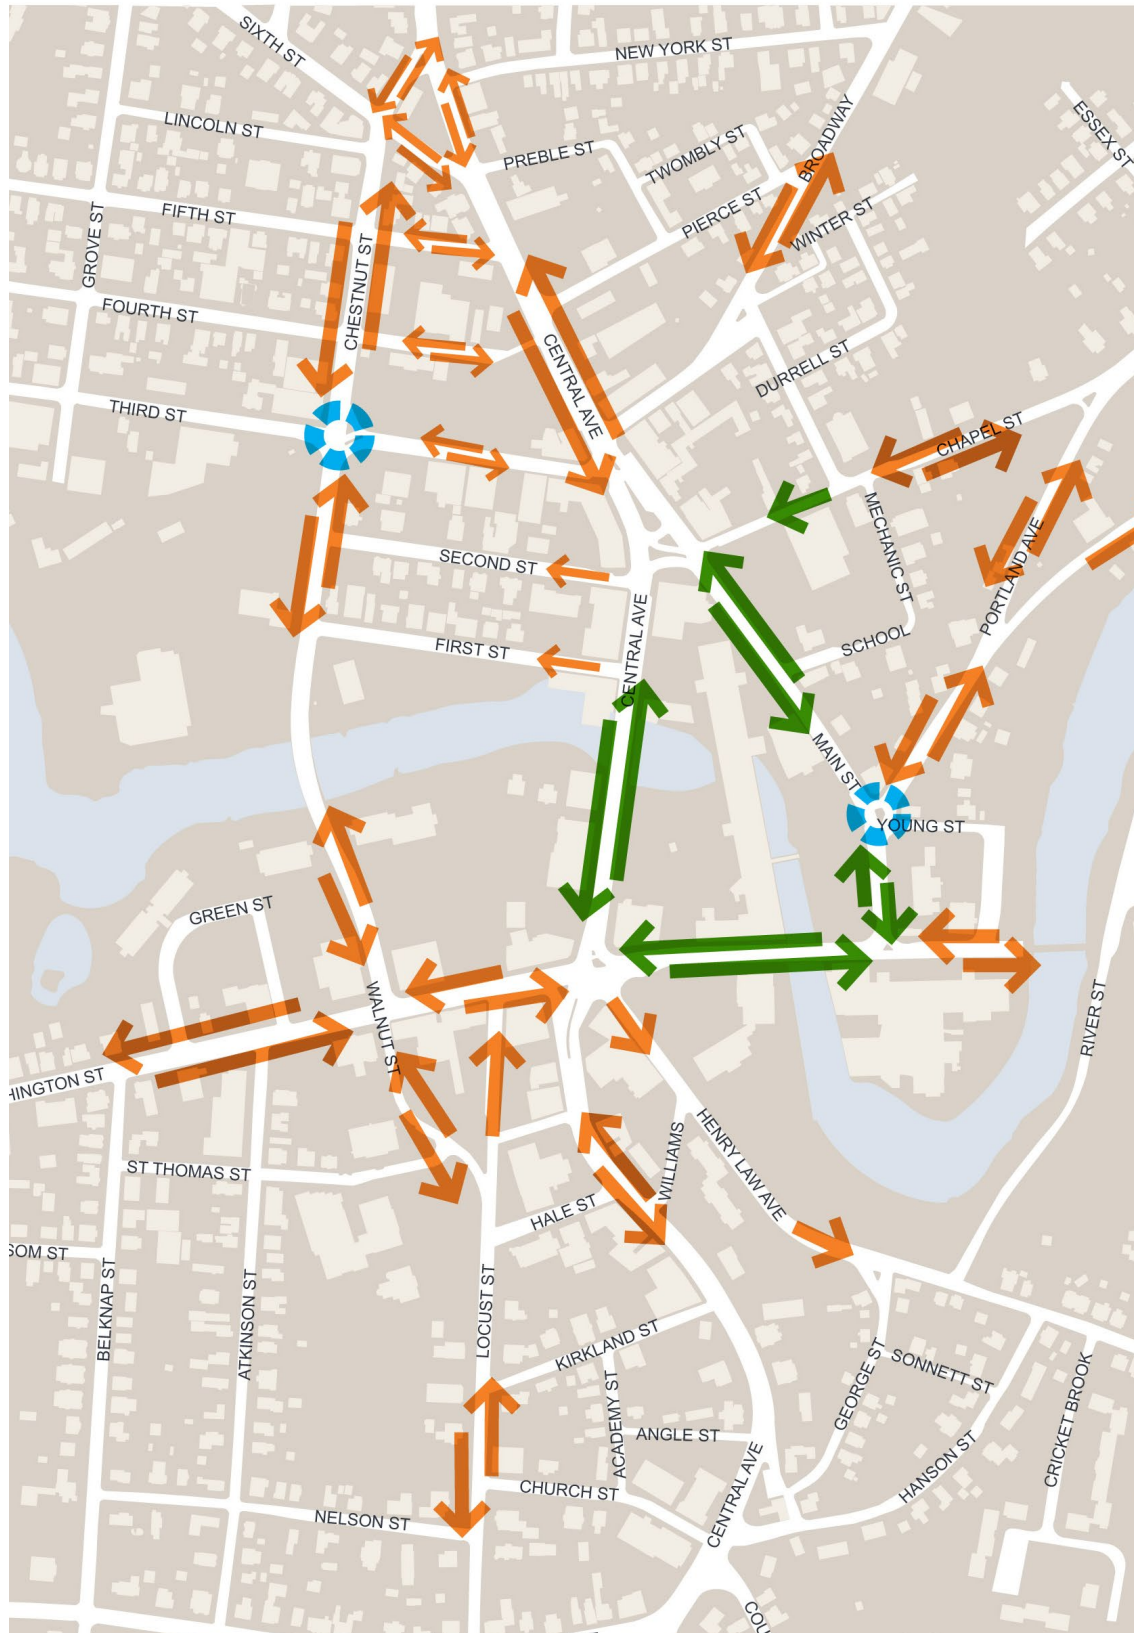 SIXTH ST
NEW YORK ST
LINCOLN ST
PREBLE ST
TWOMBLY ST
BROADWAY
ESSEX ST
FIFTH ST
PIERCE ST
WINTER ST
GROVE ST
CHESTNUT ST
FOURTH ST
CENTRAL AVE
DURRELL ST
THIRD ST
CHAPEL ST
MECHANIC ST
SECOND ST
PORTLAND AVE
FIRST ST
CENTRAL AVE
SCHOOL
MAIN ST
YOUNG ST
GREEN ST
WALNUT ST
RIVER ST
HINGTON ST
ST THOMAS ST
HENRY LAW AVE
WILLIAMS
HALE ST
SOM ST
BELKNAP ST
ATKINSON ST
LOCUST ST
KIRKLAND ST
GEORGE ST
SONNETT ST
CRICKET BROOK
ACADEMY ST
ANGLE ST
CENTRAL AVE
HANSON ST
CHURCH ST
NELSON ST
COU